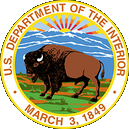 U.S. DEPARTMENT OF THE INTERIOR
MARCH 3, 1849